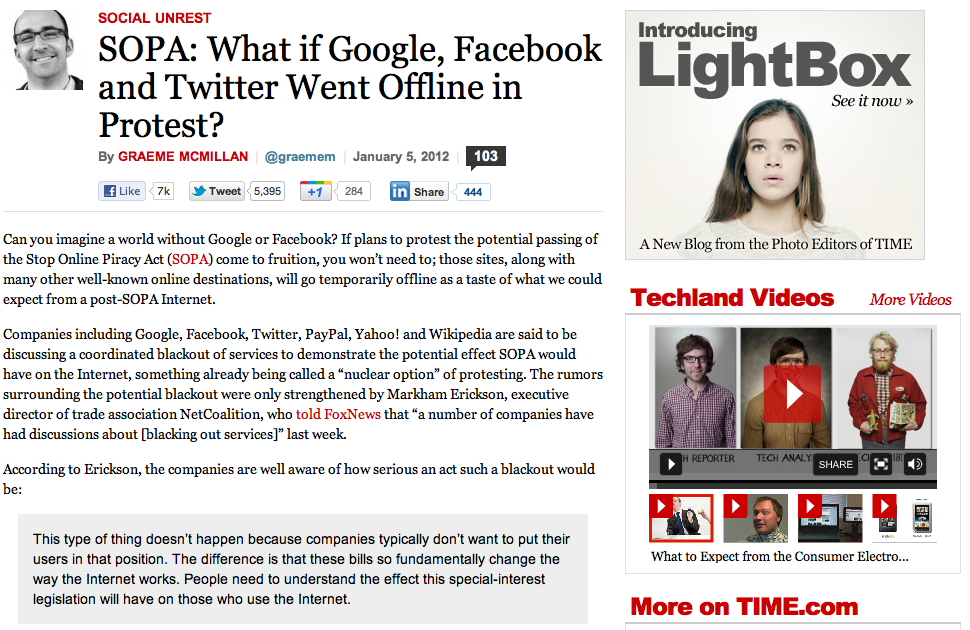 SOCIAL UNREST
SOPA: What if Google, Facebook
and Twitter Went Offline in
Protest?
By GRAEME MCMILLAN | @graemem | January 5, 2012 | 103
Like 7k Tweet 5,395 +1 284 in Share 444
Can you imagine a world without Google or Facebook? If plans to protest the potential passing of
the Stop Online Piracy Act (SOPA) come to fruition, you won't need to; those sites, along with
many other well-known online destinations, will go temporarily offline as a taste of what we could
expect from a post-SOPA Internet.
Companies including Google, Facebook, Twitter, PayPal, Yahoo! and Wikipedia are said to be
discussing a coordinated blackout of services to demonstrate the potential effect SOPA would
have on the Internet, something already being called a “nuclear option” of protesting. The rumors
surrounding the potential blackout were only strengthened by Markham Erickson, executive
director of trade association NetCoalition, who told FoxNews that “a number of companies have
had discussions about [blacking out services]” last week.
According to Erickson, the companies are well aware of how serious an act such a blackout would
be:
This type of thing doesn't happen because companies typically don't want to put their
users in that position. The difference is that these bills so fundamentally change the
way the Internet works. People need to understand the effect this special-interest
legislation will have on those who use the Internet.
Introducing
LightBox
See it now »
A New Blog from the Photo Editors of TIME
Techland Videos
More Videos
H REPORTER TECH ANALYS
SHARE
What to Expect from the Consumer Electro...
More on TIME.com